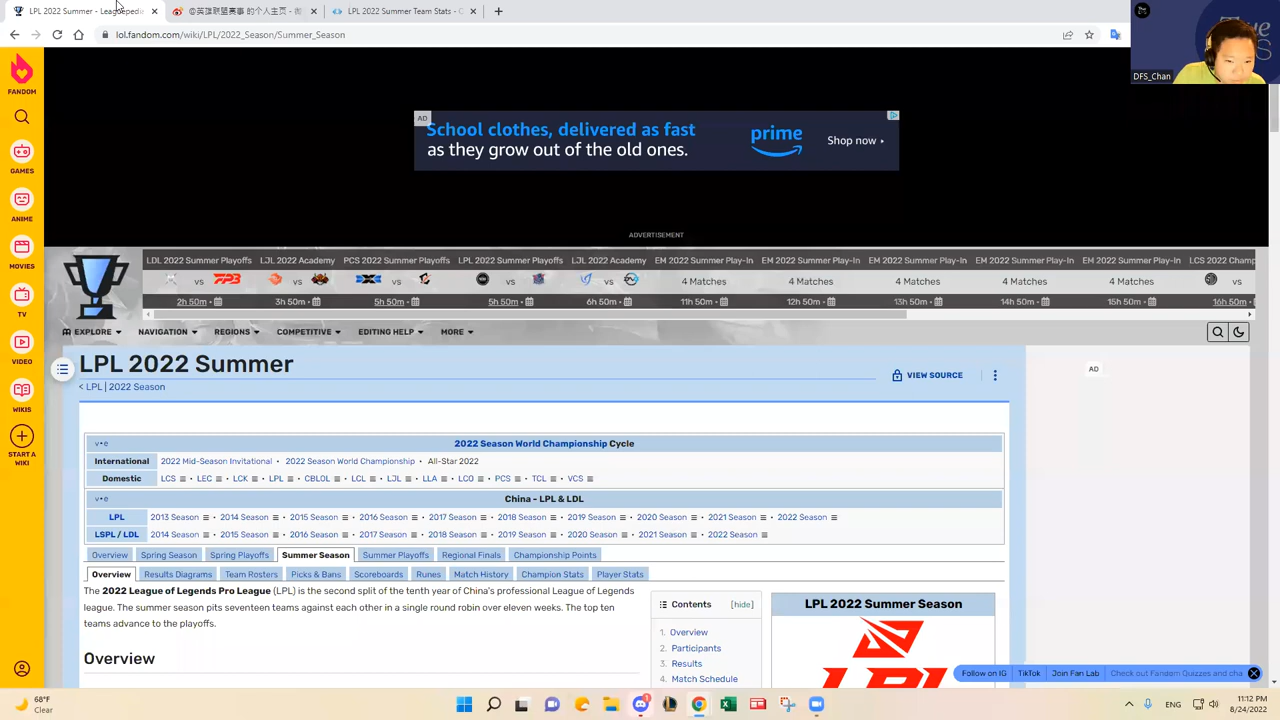 LPL 2022 Summer - Leaguepedia
@英雄联盟赛事 的个人主页 - 微
LPL 2022 Summer Team Stats - O
lol.fandom.com/wiki/LPL/2022_Season/Summer_Season
DFS_Chan
FANDOM
GAMES
ANIME
MOVIES
TV
VIDEO
WIKIS
START A
WIKI
AD
School clothes, delivered as fast
as they grow out of the old ones.
prime
Shop now
ADVERTISEMENT
LDL 2022 Summer Playoffs LJL 2022 Academy PCS 2022 Summer Playoffs LPL 2022 Summer Playoffs LJL 2022 Academy EM 2022 Summer Play-In EM 2022 Summer Play-In EM 2022 Summer Play-In EM 2022 Summer Play-In EM 2022 Summer Play-In LCS 2022 Champ
vs vs vs vs vs 4 Matches 4 Matches 4 Matches 4 Matches 4 Matches vs
2h 50m • 3h 50m • 5h 50m • 5h 50m • 6h 50m • 11h 50m • 12h 50m • 13h 50m • 14h 50m • 15h 50m • 16h 50m •
EXPLORE NAVIGATION REGIONS COMPETITIVE EDITING HELP MORE
LPL 2022 Summer
VIEW SOURCE
< LPL | 2022 Season
AD
v•e 2022 Season World Championship Cycle
International 2022 Mid-Season Invitational • 2022 Season World Championship • All-Star 2022
Domestic LCS • LEC • LCK • LPL • CBLOL • LCL • LJL • LLA • LCO • PCS • TCL • VCS
v•e China - LPL & LDL
LPL 2013 Season • 2014 Season • 2015 Season • 2016 Season • 2017 Season • 2018 Season • 2019 Season • 2020 Season • 2021 Season • 2022 Season
LSPL / LDL 2014 Season • 2015 Season • 2016 Season • 2017 Season • 2018 Season • 2019 Season • 2020 Season • 2021 Season • 2022 Season
Overview Spring Season Spring Playoffs Summer Season Summer Playoffs Regional Finals Championship Points
Overview Results Diagrams Team Rosters Picks & Bans Scoreboards Runes Match History Champion Stats Player Stats
The 2022 League of Legends Pro League (LPL) is the second split of the tenth year of China's professional League of Legends
league. The summer season pits seventeen teams against each other in a single round robin over eleven weeks. The top ten
teams advance to the playoffs.
Contents [hide]
1. Overview
2. Participants
3. Results
4. Match Schedule
LPL 2022 Summer Season
LPL
Overview
Follow on IG TikTok Join Fan Lab Check out Fandom Quizzes and cha
68°F
Clear
ENG
11:12 PM
8/24/2022